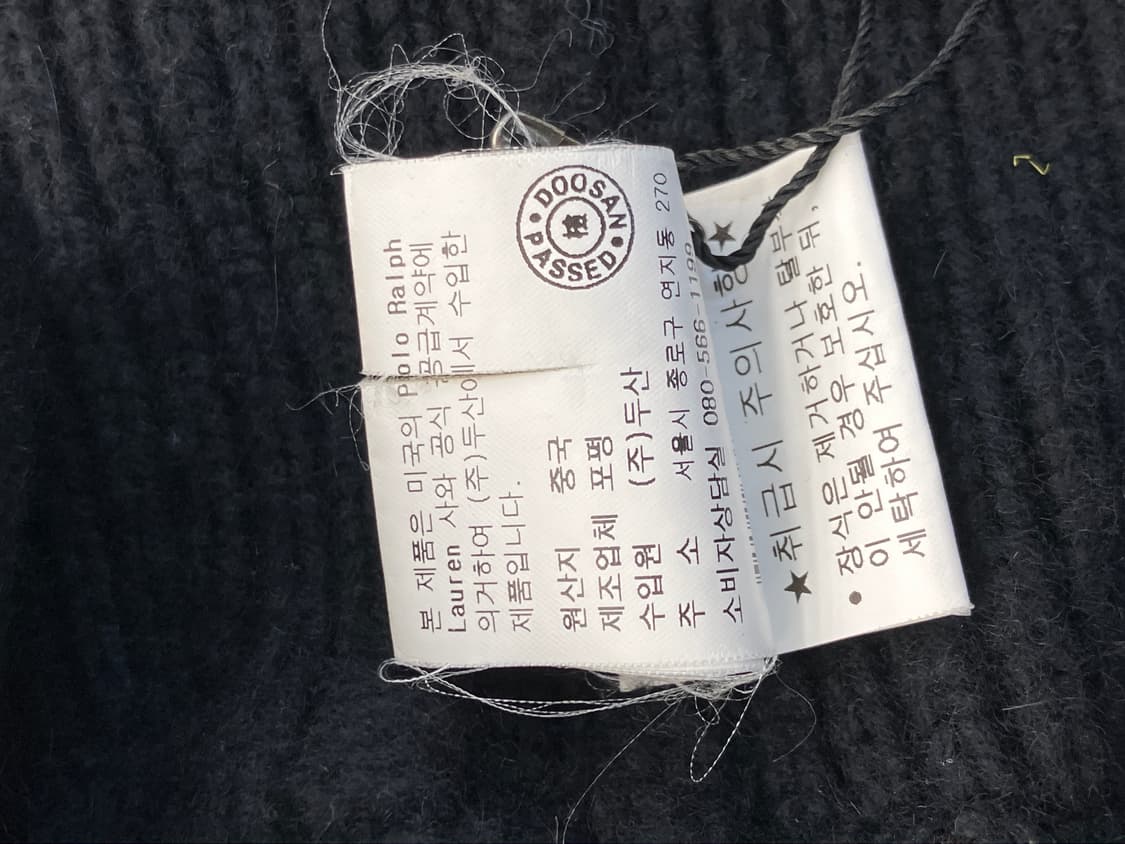 본 제품은 미국의 Polo Ralph
Lauren 사와 공식 공급계약에
의거하여 (주)두산에서 수입한
제품입니다.
DOOSAN
檢
PASSED
원산지 중국
제조업체 포평
수입원 (주)두산
주 소 서울시 종로구 연지동 270
소비자상담실 080-566-1199
★취급시 주의사항★
● 장식은 제거하거나 탈부
이 안될 경우 보호한 뒤,
세탁하여 주십시오.